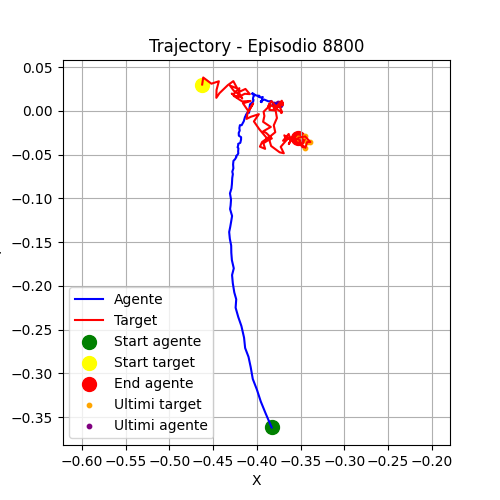 Trajectory - Episodio 8800
0.05
0.00
−0.05
−0.10
−0.15
−0.20
−0.25
−0.30
−0.35
Agente
Target
Start agente
Start target
End agente
Ultimi target
Ultimi agente
−0.60 −0.55 −0.50 −0.45 −0.40 −0.35 −0.30 −0.25 −0.20
X